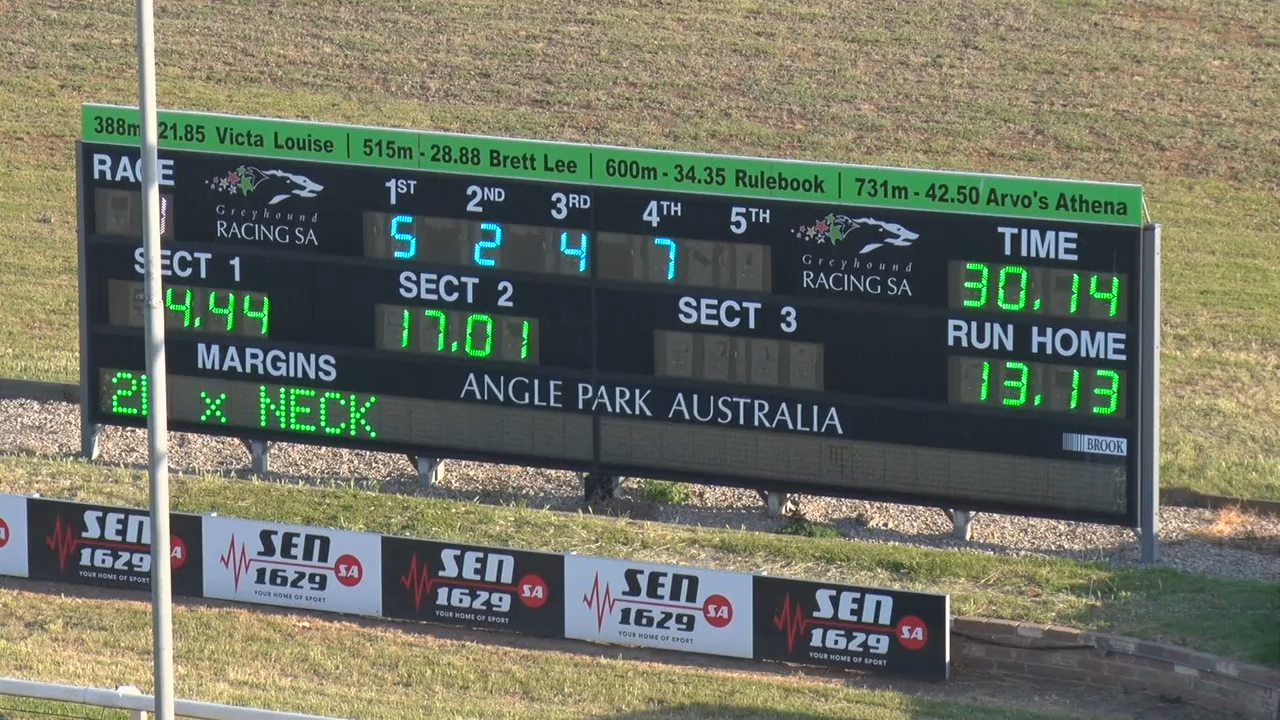 388m 21.85 Victa Louise | 515m - 28.88 Brett Lee | 600m - 34.35 Rulebook | 731m - 42.50 Arvo's Athena
RACE
Greyhound
RACING SA
1ST 2ND 3RD 4TH 5TH
5 2 4 7
Greyhound
RACING SA
TIME
30.14
SECT 1
4.44
SECT 2
17.01
SECT 3
RUN HOME
13.13
MARGINS
x NECK
ANGLE PARK AUSTRALIA
BROOK
SEN
1629
SA
YOUR HOME OF SPORT
SEN
1629
SA
YOUR HOME OF SPORT
SEN
1629
SA
YOUR HOME OF SPORT
SEN
1629
SA
YOUR HOME OF SPORT
SEN
1629
SA
YOUR HOME OF SPORT